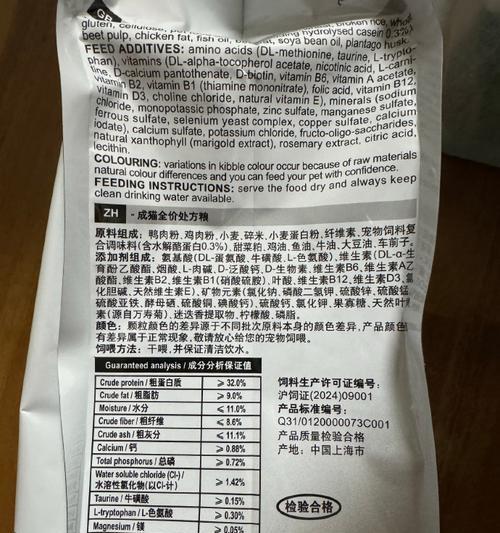 gluten, cellulose, broken rice, whole
beet pulp, chicken fat, fish oil, soya bean oil, plantago husk.
FEED ADDITIVES: amino acids (DL-methionine, taurine, L-trypto-
phan), vitamins (DL-alpha-tocopherol acetate, nicotinic acid, L-carni-
tine, D-calcium pantothenate, D-biotin, vitamin B6, vitamin A acetate,
vitamin B2, vitamin B1 (thiamine mononitrate), folic acid, vitamin B12,
vitamin D3, choline chloride, natural vitamin E), minerals (sodium
chloride, monopotassic phosphate, zinc sulfate, manganese sulfate,
ferrous sulfate, selenium yeast complex, copper sulfate, calcium
iodate), calcium sulfate, potassium chloride, fructo-oligo-saccharides,
natural xanthophyll (marigold extract), rosemary extract, citric acid,
lecithin.
COLOURING: variations in kibble colour occur because of raw materials
natural colour differences and you can feed your pet with confidence.
FEEDING INSTRUCTIONS: serve the food dry and always keep
clean drinking water available.
ZH - 成猫全价处方粮
原料组成: 鸭肉粉, 鸡肉粉, 小麦, 碎米, 小麦蛋白粉, 纤维素, 宠物饲料复
合调味料(含水解酪蛋白0.3%), 甜菜粕, 鸡油, 鱼油, 牛油, 大豆油, 车前子。
添加剂组成: 氨基酸(DL-蛋氨酸, 牛磺酸, L-色氨酸), 维生素(DL-α-生
育酚乙酸酯, 烟酸, L-肉碱, D-泛酸钙, D-生物素, 维生素B6, 维生素A乙
酸酯, 维生素B2, 维生素B1(硝酸硫胺), 叶酸, 维生素B12, 维生素D3, 氯
化胆碱, 天然维生素E), 矿物元素(氯化钠, 磷酸二氢钾, 硫酸锌, 硫酸锰,
硫酸亚铁, 酵母硒, 硫酸铜, 碘酸钙), 硫酸钙, 氯化钾, 果寡糖, 天然叶黄
素(源自万寿菊), 迷迭香提取物, 柠檬酸, 磷脂。
颜色: 颗粒颜色的差异源于不同批次原料本身的颜色差异, 产品颜色
有差异属于正常现象, 敬请放心给您的宠物饲喂。
饲喂方法: 干喂, 并保证清洁饮水。
Guaranteed analysis / 成分分析保证值
Crude protein / 粗蛋白质 ≥ 32.0%
Crude fat / 粗脂肪 ≥ 9.0%
Moisture / 水分 ≤ 11.0%
Crude fiber / 粗纤维 ≤ 8.6%
Crude ash / 粗灰分 ≤ 11.1%
Calcium / 钙 ≥ 0.88%
Total phosphorus / 总磷 ≥ 0.72%
Water soluble chloride (Cl-) /
水溶性氯化物(以Cl-计) ≥ 1.42%
Taurine / 牛磺酸 ≥ 0.15%
L-tryptophan / L-色氨酸 ≥ 0.30%
Magnesium / 镁 ≥ 0.05%
饲料生产许可证编号:
沪饲证(2024)09001
产品标准编号:
Q31/0120000073C001
产品质量检验合格
产地: 中国上海市
检验合格